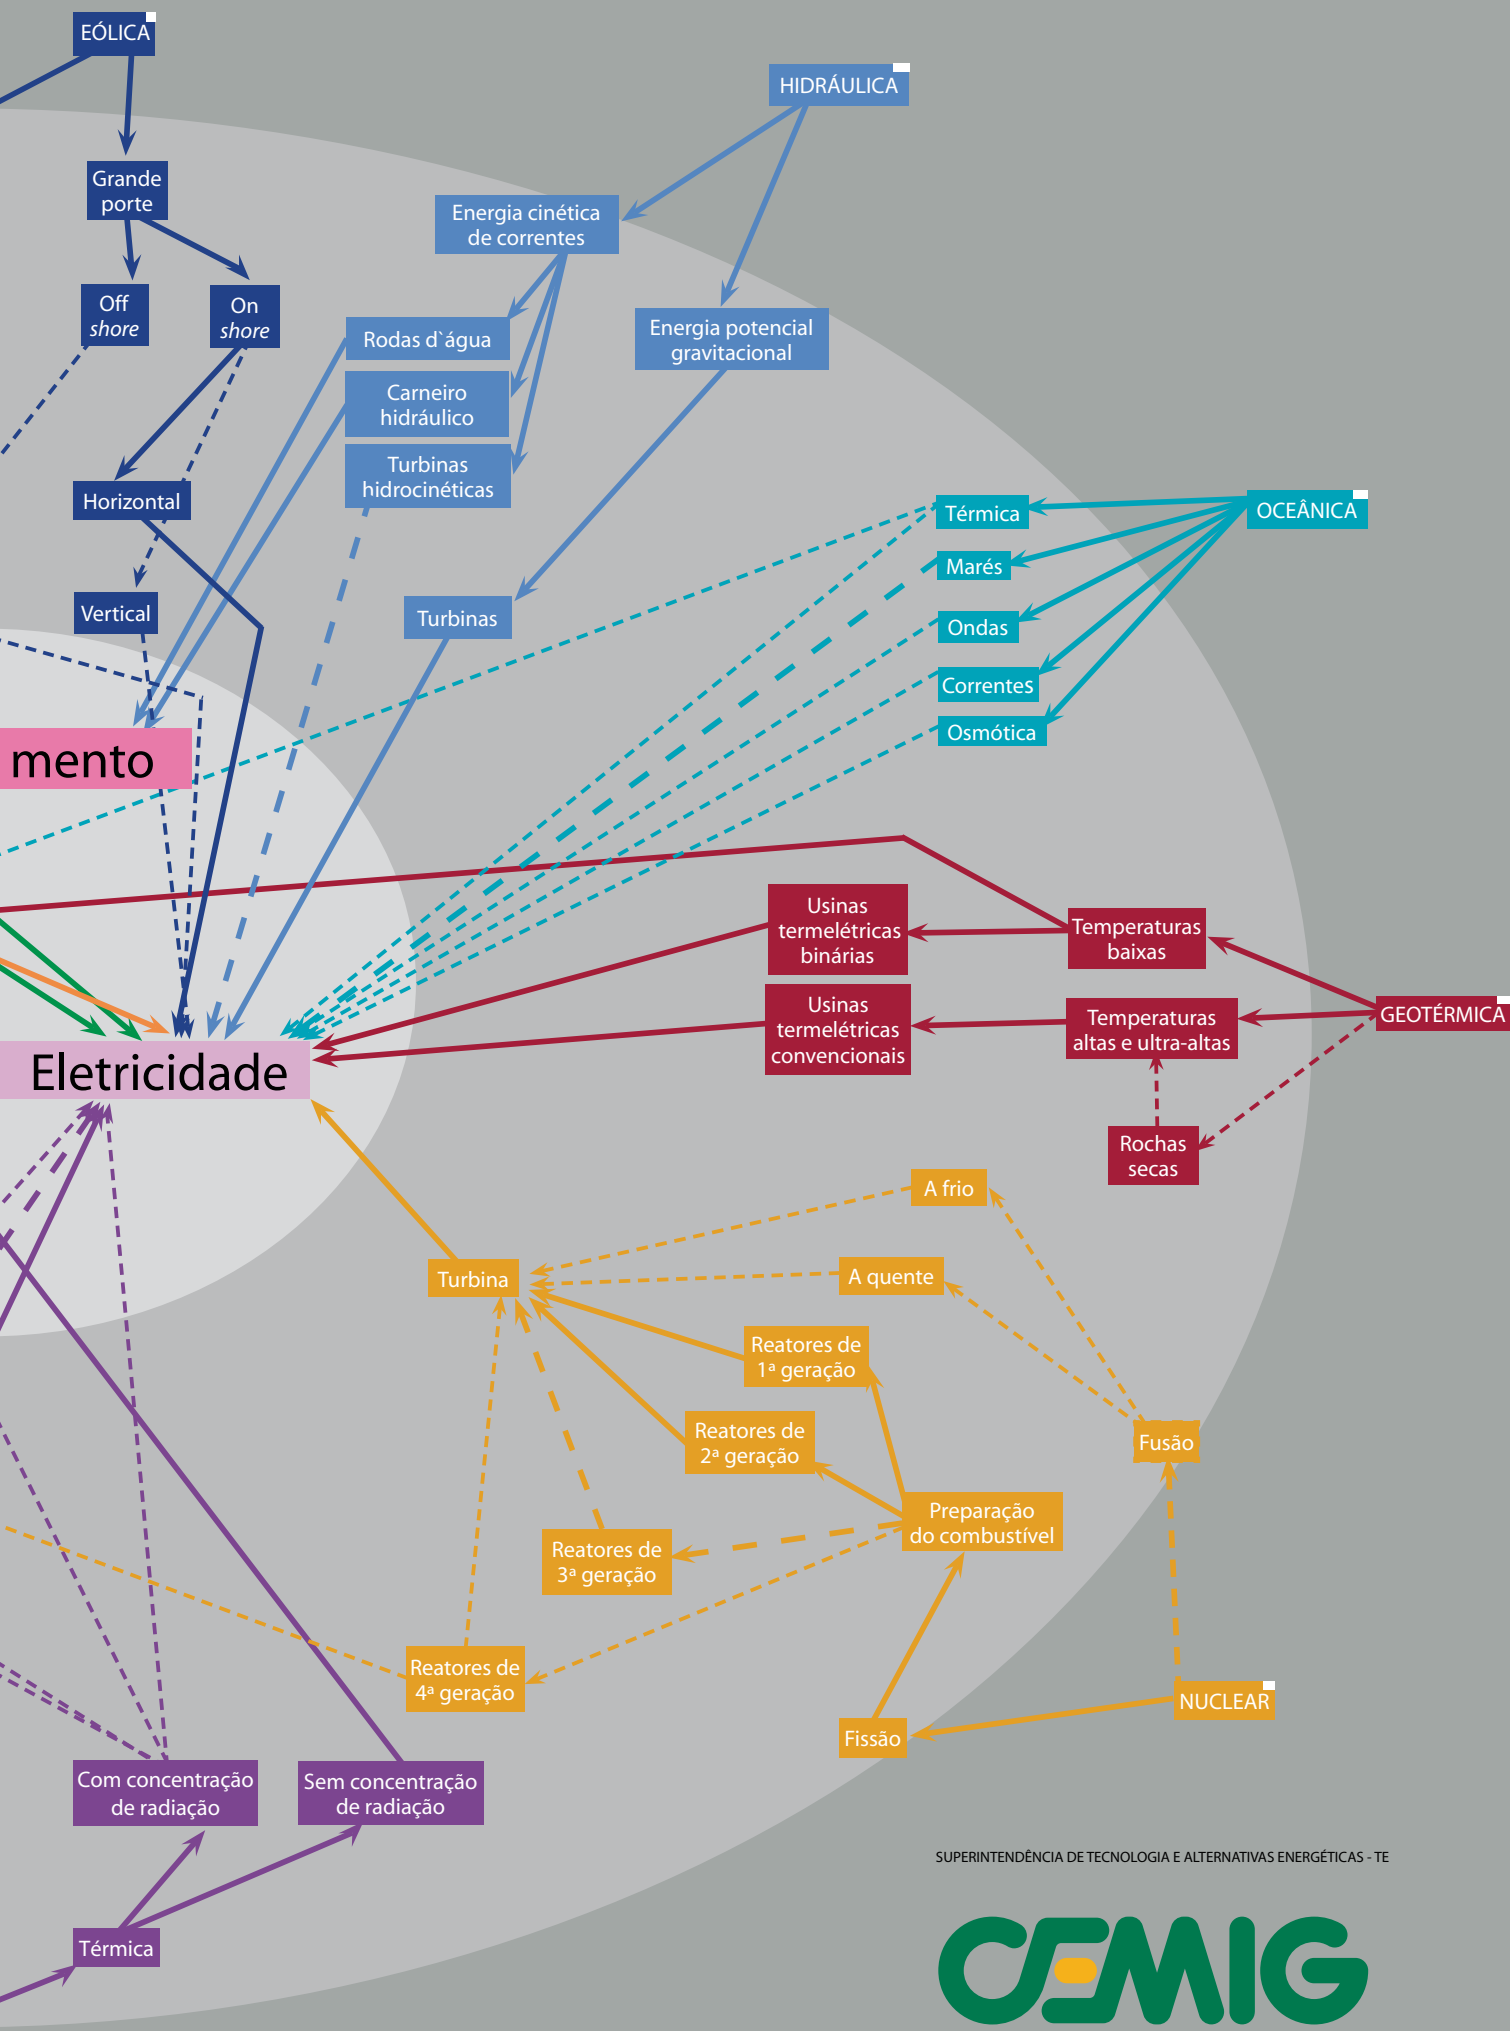 EÓLICA
HIDRÁULICA
Grande
porte
Energia cinética
de correntes
Off
shore
On
shore
Rodas d`água
Energia potencial
gravitacional
Carneiro
hidráulico
Turbinas
hidrocinéticas
Horizontal
Térmica
OCEÂNICA
Marés
Vertical
Turbinas
Ondas
Correntes
Osmótica
mento
Usinas
termelétricas
binárias
Temperaturas
baixas
Usinas
termelétricas
convencionais
Temperaturas
altas e ultra-altas
GEOTÉRMICA
Eletricidade
Rochas
secas
A frio
Turbina
A quente
Reatores de
1ª geração
Reatores de
2ª geração
Fusão
Preparação
do combustível
Reatores de
3ª geração
Reatores de
4ª geração
NUCLEAR
Fissão
Com concentração
de radiação
Sem concentração
de radiação
SUPERINTENDÊNCIA DE TECNOLOGIA E ALTERNATIVAS ENERGÉTICAS - TE
Térmica
CEMIG